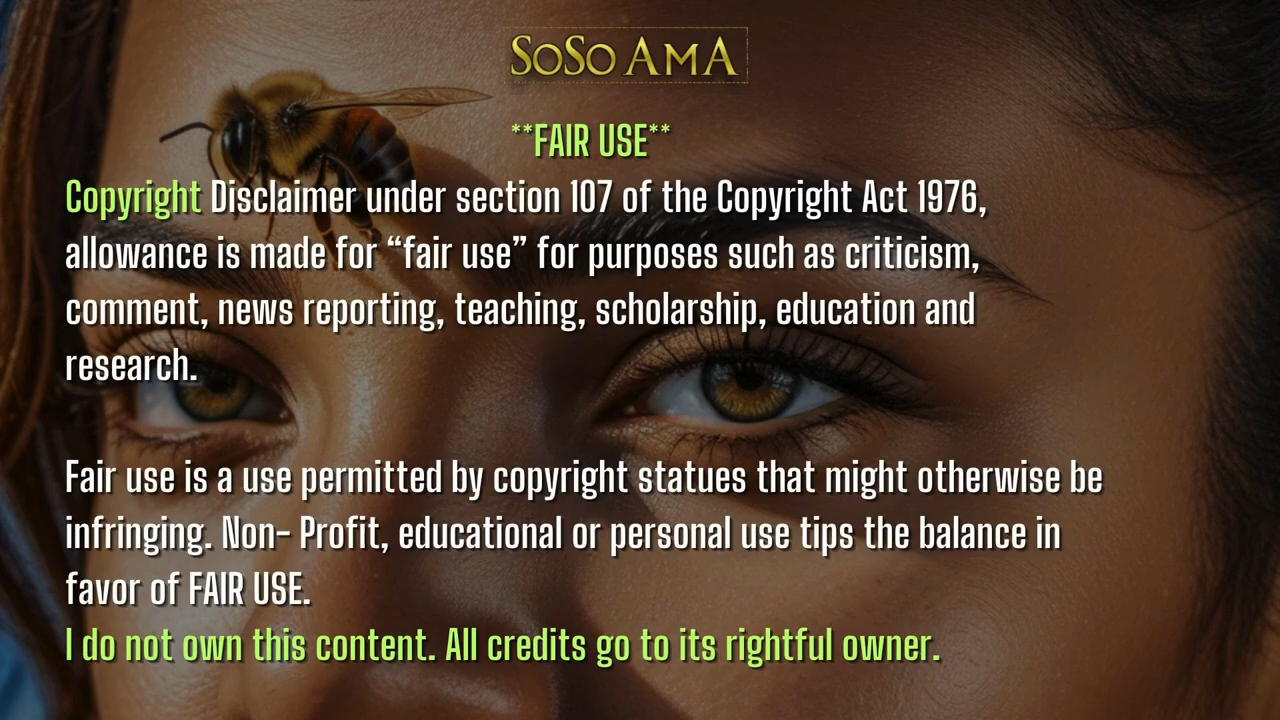 SoSo AmA
**FAIR USE**
Copyright Disclaimer under section 107 of the Copyright Act 1976,
allowance is made for “fair use” for purposes such as criticism,
comment, news reporting, teaching, scholarship, education and
research.
Fair use is a use permitted by copyright statues that might otherwise be
infringing. Non- Profit, educational or personal use tips the balance in
favor of FAIR USE.
I do not own this content. All credits go to its rightful owner.